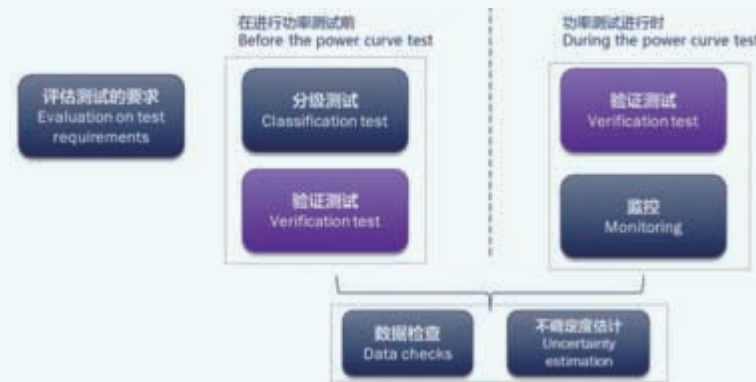 在进行功率测试前
Before the power curve test
功率测试进行时
During the power curve test
评估测试的要求
Evaluation on test
requirements
分级测试
Classification test
验证测试
Verification test
验证测试
Verification test
监控
Monitoring
数据检查
Data checks
不确定度估计
Uncertainty
estimation